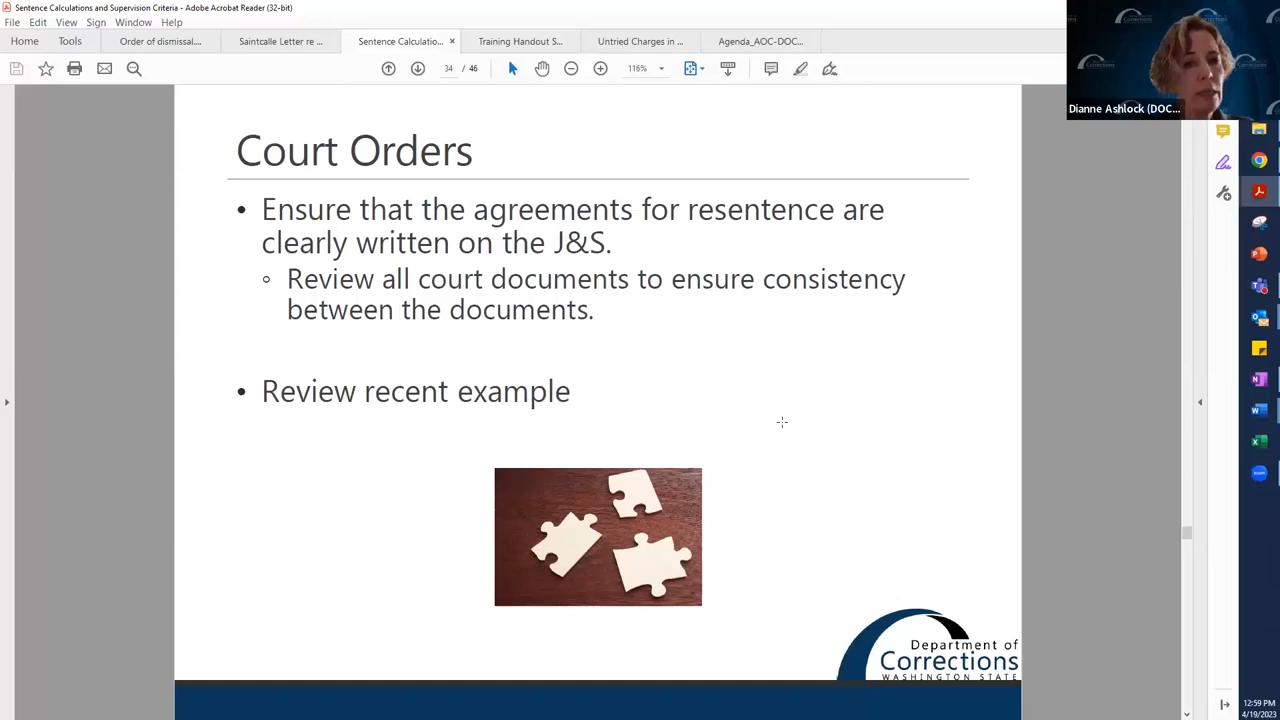 Sentence Calculations and Supervision Criteria - Adobe Acrobat Reader (32-bit)
File Edit View Sign Window Help
Home Tools Order of dismissal.... Saintcalle Letter re ... Sentence Calculatio... × Training Handout S... Untried Charges in ... Agenda_AOC-DOC...
34 / 46 116%
Corrections
Dianne Ashlock (DOC...
Court Orders
• Ensure that the agreements for resentence are
clearly written on the J&S.
◦ Review all court documents to ensure consistency
between the documents.
• Review recent example
Department of
Corrections
WASHINGTON STATE
12:59 PM
4/19/2023